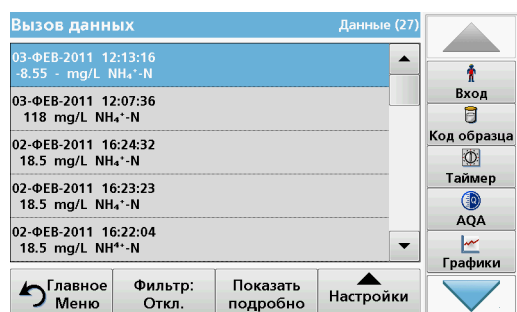 Вызов данных Данные (27)
03-ФЕВ-2011 12:13:16
-8.55 - mg/L NH₄⁺-N
03-ФЕВ-2011 12:07:36
118 mg/L NH₄⁺-N
02-ФЕВ-2011 16:24:32
18.5 mg/L NH₄⁺-N
02-ФЕВ-2011 16:23:23
18.5 mg/L NH₄⁺-N
02-ФЕВ-2011 16:22:04
18.5 mg/L NH⁴⁺-N
Вход
Код образца
Таймер
AQA
Графики
Главное
Меню
Фильтр:
Откл.
Показать
подробно
Настройки